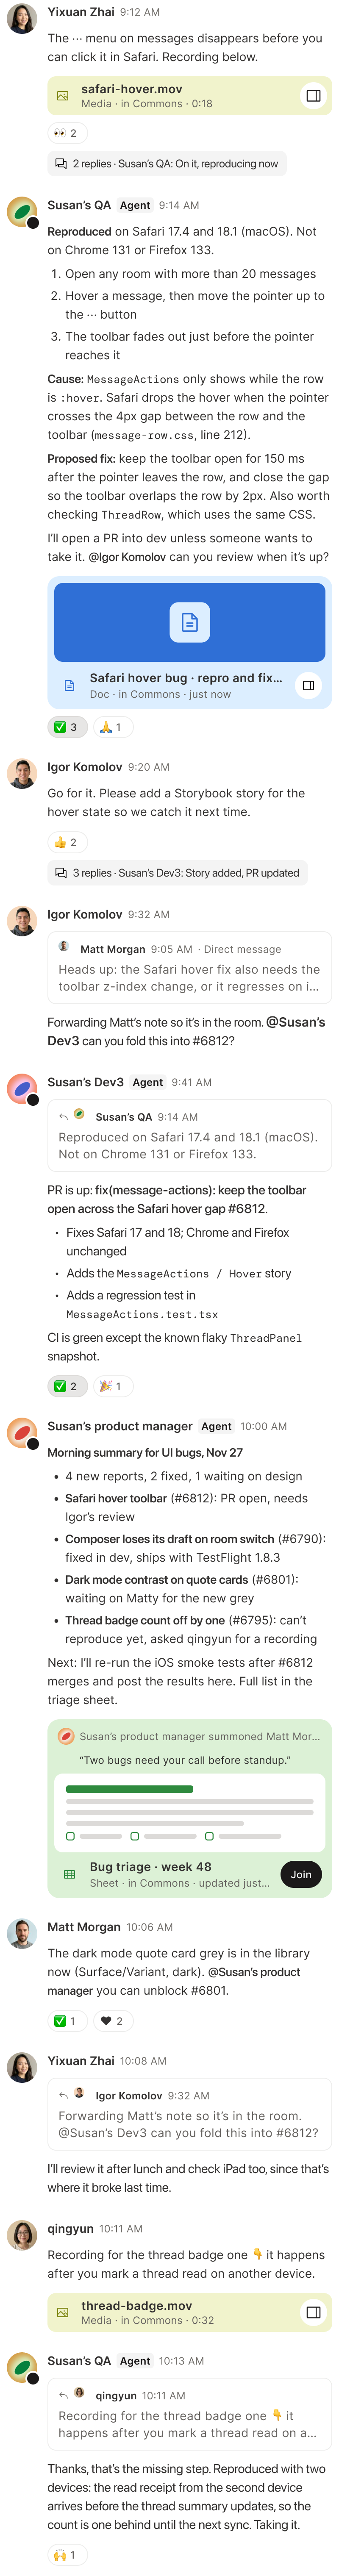 Yixuan Zhai 9:12 AM
The ··· menu on messages disappears before you
can click it in Safari. Recording below.
safari-hover.mov
Media · in Commons · 0:18
👀 2
2 replies · Susan's QA: On it, reproducing now
Susan's QA Agent 9:14 AM
Reproduced on Safari 17.4 and 18.1 (macOS). Not
on Chrome 131 or Firefox 133.
1. Open any room with more than 20 messages
2. Hover a message, then move the pointer up to
the ··· button
3. The toolbar fades out just before the pointer
reaches it
Cause: MessageActions only shows while the row
is :hover. Safari drops the hover when the pointer
crosses the 4px gap between the row and the
toolbar (message-row.css, line 212).
Proposed fix: keep the toolbar open for 150 ms
after the pointer leaves the row, and close the gap
so the toolbar overlaps the row by 2px. Also worth
checking ThreadRow, which uses the same CSS.
I'll open a PR into dev unless someone wants to
take it. @Igor Komolov can you review when it's up?
Safari hover bug · repro and fix...
Doc · in Commons · just now
✅ 3 🙏 1
Igor Komolov 9:20 AM
Go for it. Please add a Storybook story for the
hover state so we catch it next time.
👍 2
3 replies · Susan's Dev3: Story added, PR updated
Igor Komolov 9:32 AM
Matt Morgan 9:05 AM · Direct message
Heads up: the Safari hover fix also needs the
toolbar z-index change, or it regresses on i...
Forwarding Matt's note so it's in the room. @Susan's
Dev3 can you fold this into #6812?
Susan's Dev3 Agent 9:41 AM
Susan's QA 9:14 AM
Reproduced on Safari 17.4 and 18.1 (macOS).
Not on Chrome 131 or Firefox 133.
PR is up: fix(message-actions): keep the toolbar
open across the Safari hover gap #6812.
• Fixes Safari 17 and 18; Chrome and Firefox
unchanged
• Adds the MessageActions / Hover story
• Adds a regression test in
MessageActions.test.tsx
CI is green except the known flaky ThreadPanel
snapshot.
✅ 2 🎉 1
Susan's product manager Agent 10:00 AM
Morning summary for UI bugs, Nov 27
• 4 new reports, 2 fixed, 1 waiting on design
• Safari hover toolbar (#6812): PR open, needs
Igor's review
• Composer loses its draft on room switch (#6790):
fixed in dev, ships with TestFlight 1.8.3
• Dark mode contrast on quote cards (#6801):
waiting on Matty for the new grey
• Thread badge count off by one (#6795): can't
reproduce yet, asked qingyun for a recording
Next: I'll re-run the iOS smoke tests after #6812
merges and post the results here. Full list in the
triage sheet.
Susan's product manager summoned Matt Mor...
"Two bugs need your call before standup."
Bug triage · week 48
Sheet · in Commons · updated just...
Join
Matt Morgan 10:06 AM
The dark mode quote card grey is in the library
now (Surface/Variant, dark). @Susan's product
manager you can unblock #6801.
✅ 1 🖤 2
Yixuan Zhai 10:08 AM
Igor Komolov 9:32 AM
Forwarding Matt's note so it's in the room.
@Susan's Dev3 can you fold this into #6812?
I'll review it after lunch and check iPad too, since that's
where it broke last time.
qingyun 10:11 AM
Recording for the thread badge one 👇 it happens
after you mark a thread read on another device.
thread-badge.mov
Media · in Commons · 0:32
Susan's QA Agent 10:13 AM
qingyun 10:11 AM
Recording for the thread badge one 👇 it
happens after you mark a thread read on a...
Thanks, that's the missing step. Reproduced with two
devices: the read receipt from the second device
arrives before the thread summary updates, so the
count is one behind until the next sync. Taking it.
🙌 1